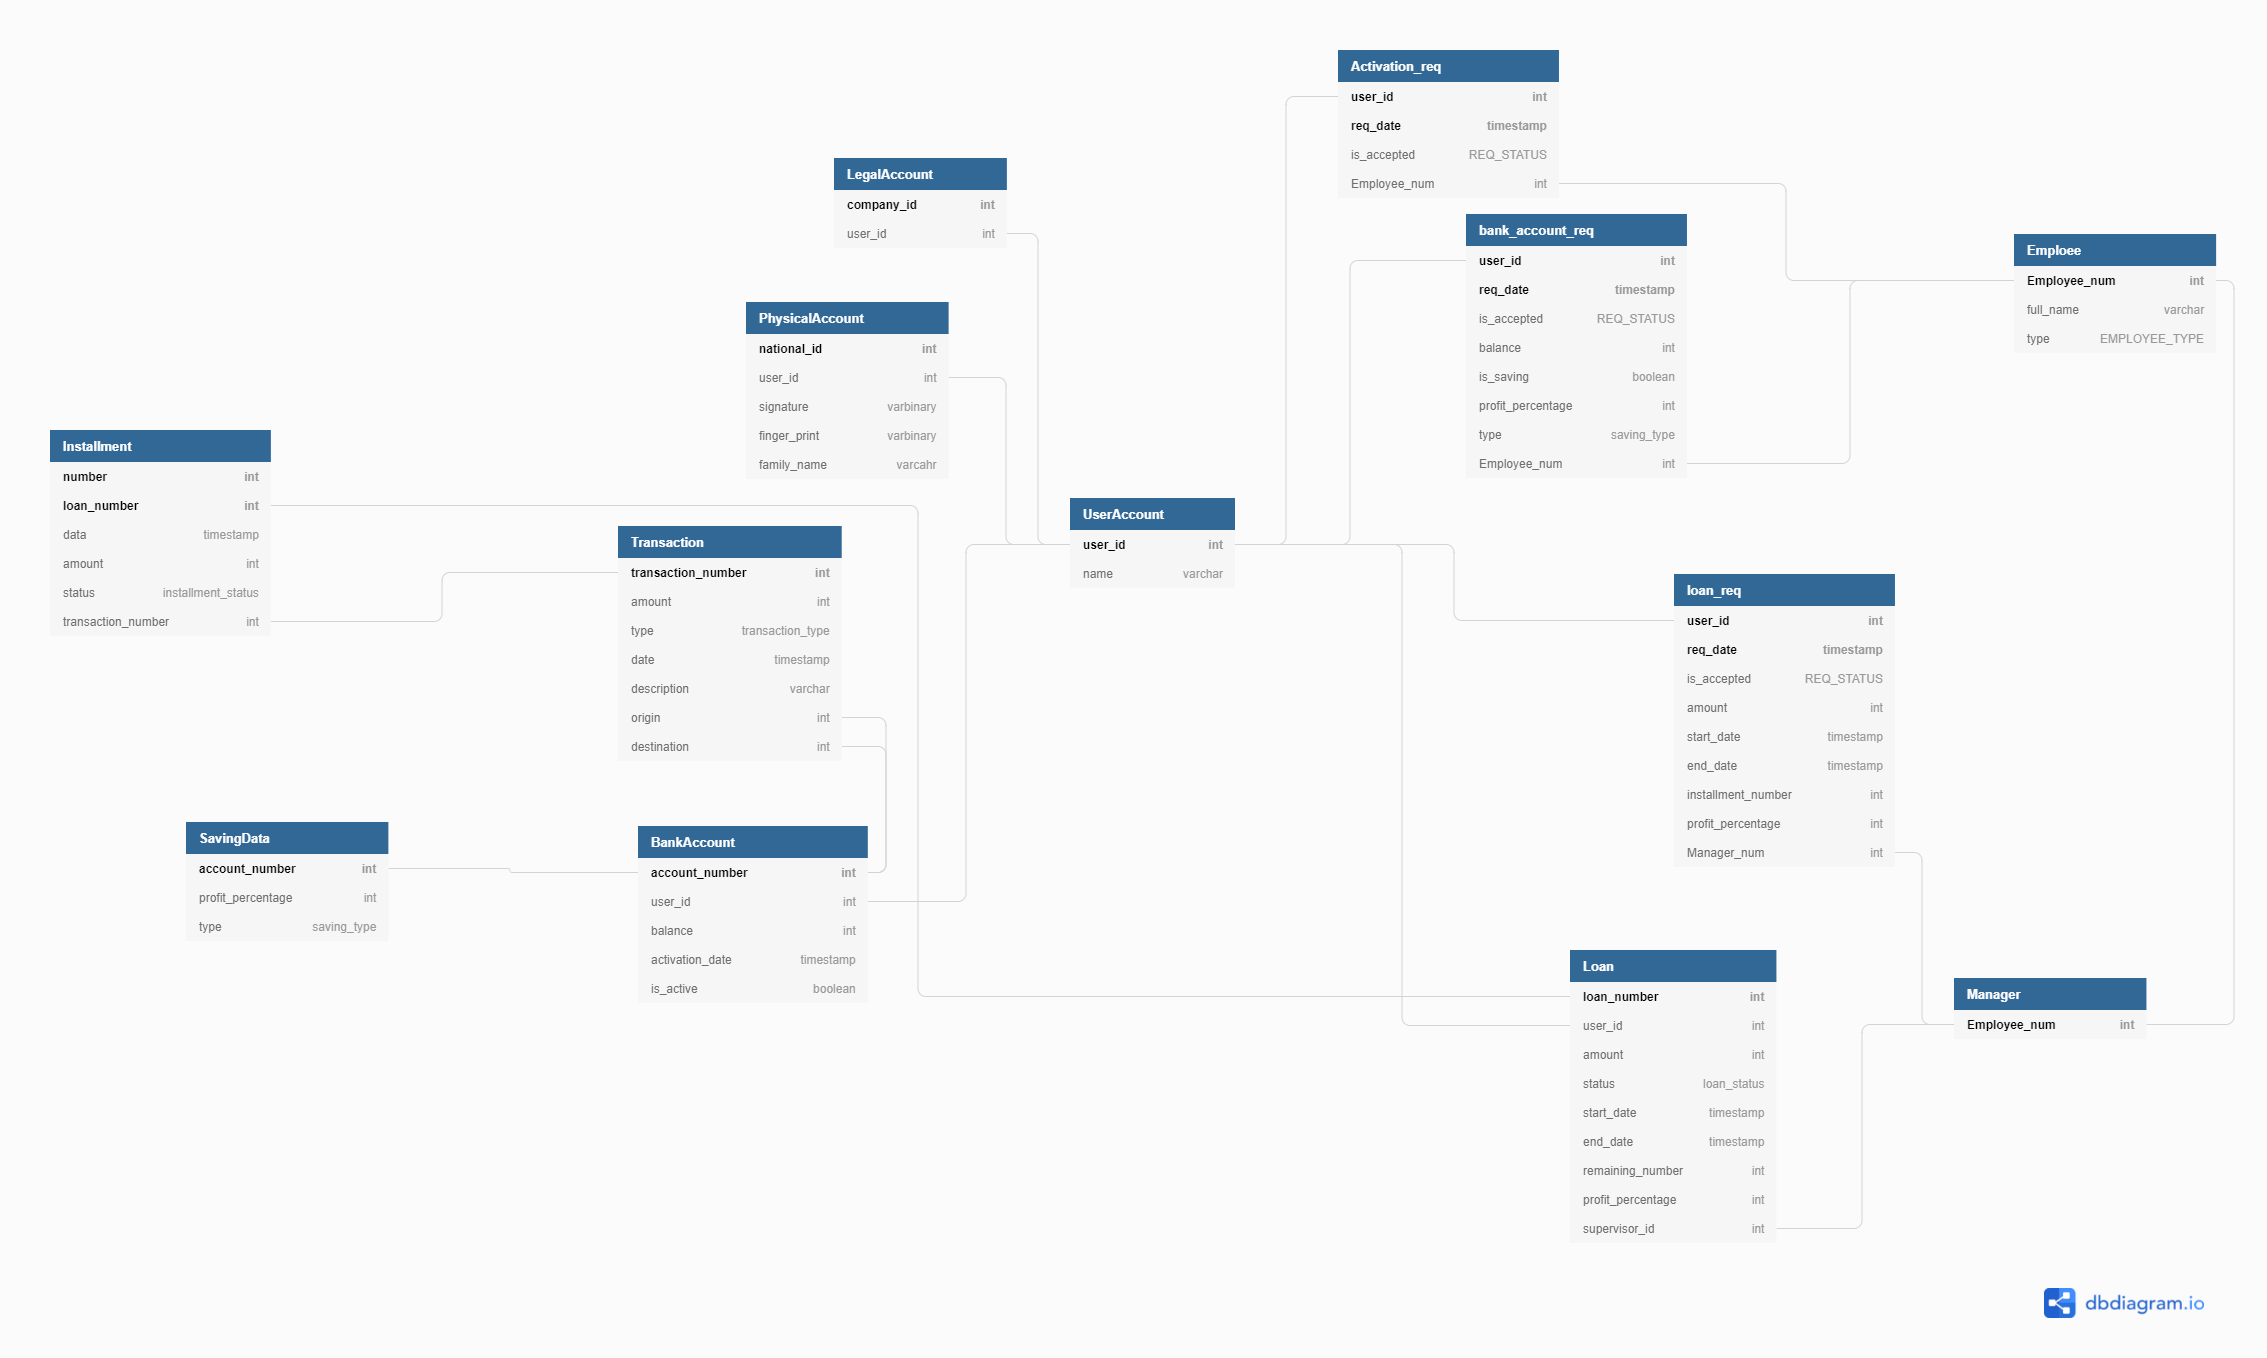 Activation_req
user_id int
req_date timestamp
is_accepted REQ_STATUS
Employee_num int
LegalAccount
company_id int
user_id int
bank_account_req
user_id int
req_date timestamp
is_accepted REQ_STATUS
balance int
is_saving boolean
profit_percentage int
type saving_type
Employee_num int
Emploee
Employee_num int
full_name varchar
type EMPLOYEE_TYPE
PhysicalAccount
national_id int
user_id int
signature varbinary
finger_print varbinary
family_name varcahr
Installment
number int
loan_number int
data timestamp
amount int
status installment_status
transaction_number int
UserAccount
user_id int
name varchar
Transaction
transaction_number int
amount int
type transaction_type
date timestamp
description varchar
origin int
destination int
loan_req
user_id int
req_date timestamp
is_accepted REQ_STATUS
amount int
start_date timestamp
end_date timestamp
installment_number int
profit_percentage int
Manager_num int
SavingData
account_number int
profit_percentage int
type saving_type
BankAccount
account_number int
user_id int
balance int
activation_date timestamp
is_active boolean
Loan
loan_number int
user_id int
amount int
status loan_status
start_date timestamp
end_date timestamp
remaining_number int
profit_percentage int
supervisor_id int
Manager
Employee_num int
dbdiagram.io